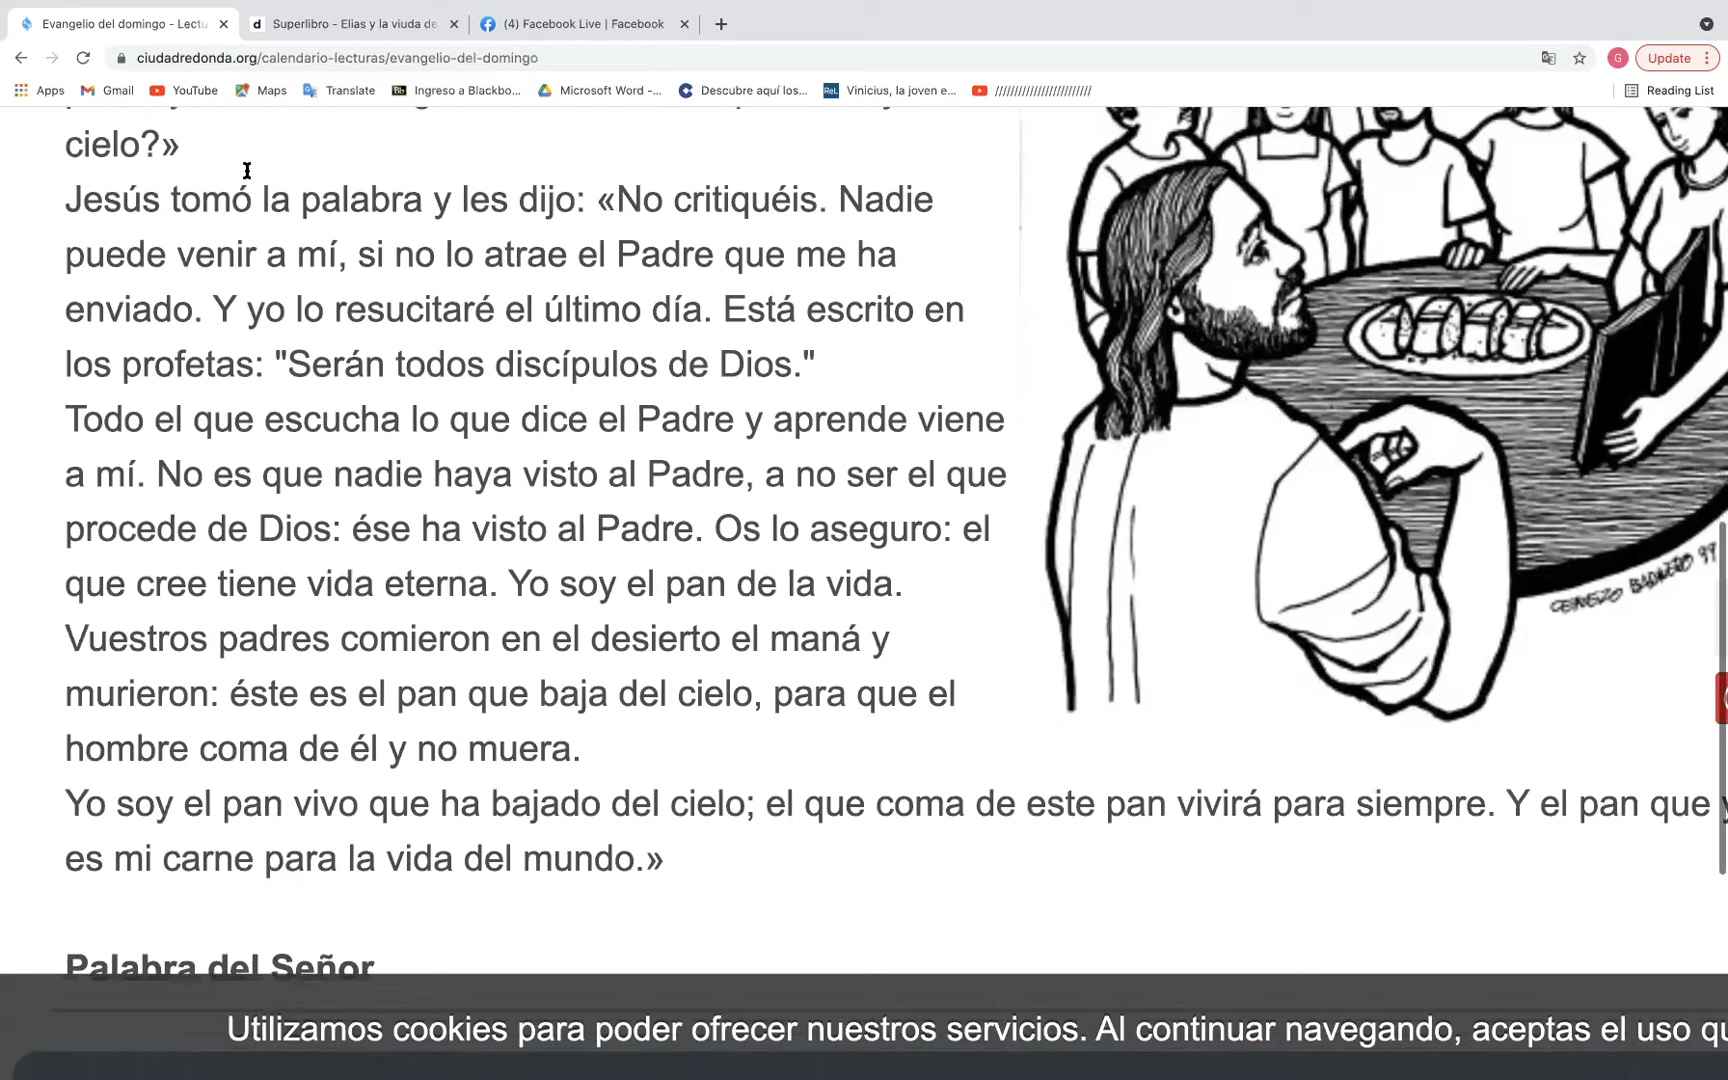 Evangelio del domingo - Lectu
Superlibro - Elias y la viuda de
(4) Facebook Live | Facebook
ciudadredonda.org/calendario-lecturas/evangelio-del-domingo
G
Update
Apps
Gmail
YouTube
Maps
Translate
Ingreso a Blackbo...
Microsoft Word -...
Descubre aquí los...
Vinicius, la joven e...
////////////////////////
Reading List
cielo?»
Jesús tomó la palabra y les dijo: «No critiquéis. Nadie
puede venir a mí, si no lo atrae el Padre que me ha
enviado. Y yo lo resucitaré el último día. Está escrito en
los profetas: "Serán todos discípulos de Dios."
Todo el que escucha lo que dice el Padre y aprende viene
a mí. No es que nadie haya visto al Padre, a no ser el que
procede de Dios: ése ha visto al Padre. Os lo aseguro: el
que cree tiene vida eterna. Yo soy el pan de la vida.
Vuestros padres comieron en el desierto el maná y
murieron: éste es el pan que baja del cielo, para que el
hombre coma de él y no muera.
Yo soy el pan vivo que ha bajado del cielo; el que coma de este pan vivirá para siempre. Y el pan que
es mi carne para la vida del mundo.»
Palabra del Señor
Utilizamos cookies para poder ofrecer nuestros servicios. Al continuar navegando, aceptas el uso qu